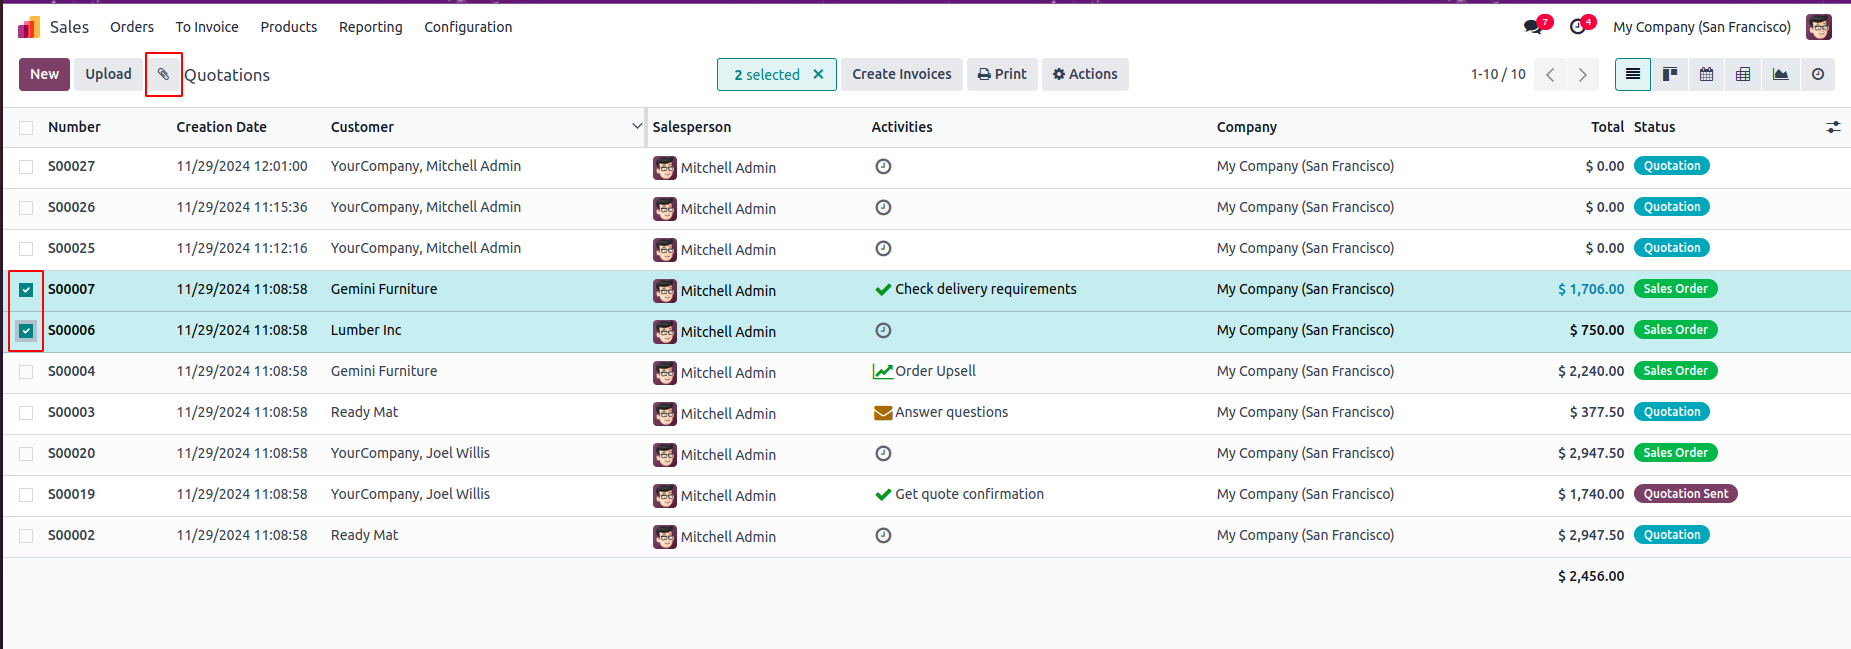 Sales Orders To Invoice Products Reporting Configuration 7 4 My Company (San Francisco)
New Upload Quotations 2 selected × Create Invoices Print Actions 1-10 / 10
Number Creation Date Customer Salesperson Activities Company Total Status
S00027 11/29/2024 12:01:00 YourCompany, Mitchell Admin Mitchell Admin My Company (San Francisco) $ 0.00 Quotation
S00026 11/29/2024 11:15:36 YourCompany, Mitchell Admin Mitchell Admin My Company (San Francisco) $ 0.00 Quotation
S00025 11/29/2024 11:12:16 YourCompany, Mitchell Admin Mitchell Admin My Company (San Francisco) $ 0.00 Quotation
S00007 11/29/2024 11:08:58 Gemini Furniture Mitchell Admin Check delivery requirements My Company (San Francisco) $ 1,706.00 Sales Order
S00006 11/29/2024 11:08:58 Lumber Inc Mitchell Admin My Company (San Francisco) $ 750.00 Sales Order
S00004 11/29/2024 11:08:58 Gemini Furniture Mitchell Admin Order Upsell My Company (San Francisco) $ 2,240.00 Sales Order
S00003 11/29/2024 11:08:58 Ready Mat Mitchell Admin Answer questions My Company (San Francisco) $ 377.50 Quotation
S00020 11/29/2024 11:08:58 YourCompany, Joel Willis Mitchell Admin My Company (San Francisco) $ 2,947.50 Sales Order
S00019 11/29/2024 11:08:58 YourCompany, Joel Willis Mitchell Admin Get quote confirmation My Company (San Francisco) $ 1,740.00 Quotation Sent
S00002 11/29/2024 11:08:58 Ready Mat Mitchell Admin My Company (San Francisco) $ 2,947.50 Quotation
$ 2,456.00